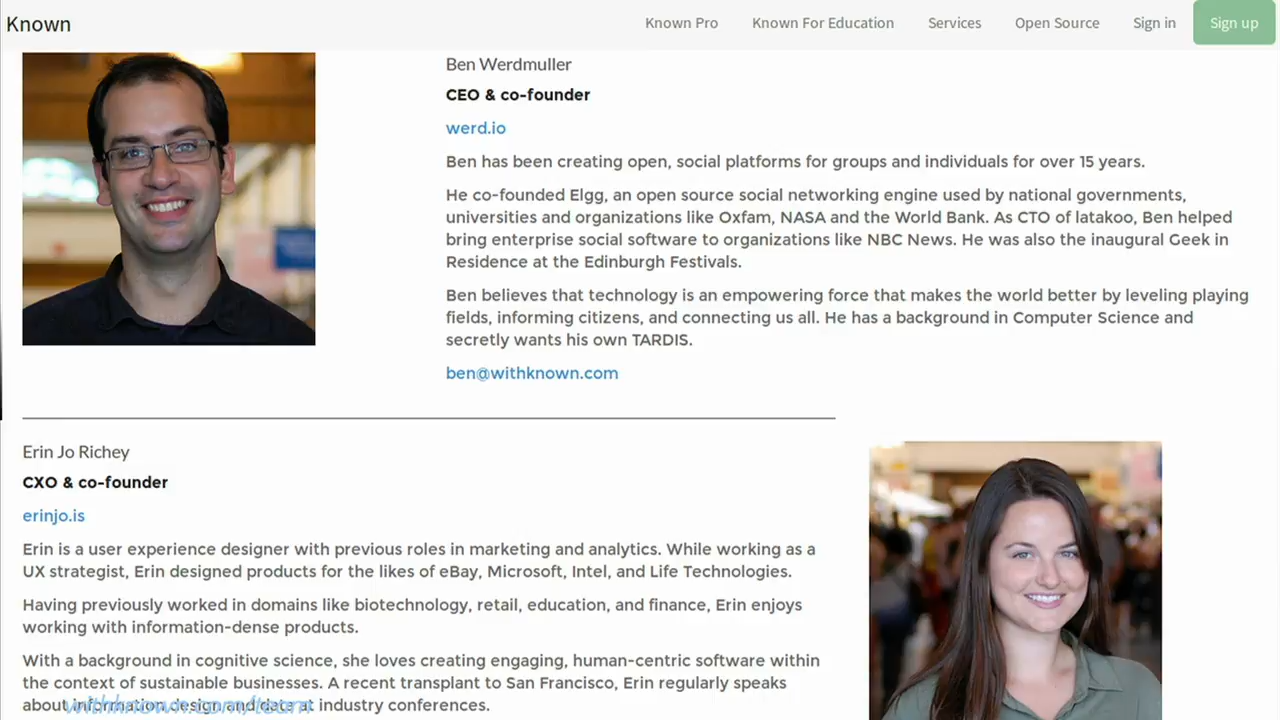 Known
Known Pro
Known For Education
Services
Open Source
Sign in
Sign up
Ben Werdmuller
CEO & co-founder
werd.io
Ben has been creating open, social platforms for groups and individuals for over 15 years.
He co-founded Elgg, an open source social networking engine used by national governments,
universities and organizations like Oxfam, NASA and the World Bank. As CTO of latakoo, Ben helped
bring enterprise social software to organizations like NBC News. He was also the inaugural Geek in
Residence at the Edinburgh Festivals.
Ben believes that technology is an empowering force that makes the world better by leveling playing
fields, informing citizens, and connecting us all. He has a background in Computer Science and
secretly wants his own TARDIS.
ben@withknown.com
Erin Jo Richey
CXO & co-founder
erinjo.is
Erin is a user experience designer with previous roles in marketing and analytics. While working as a
UX strategist, Erin designed products for the likes of eBay, Microsoft, Intel, and Life Technologies.
Having previously worked in domains like biotechnology, retail, education, and finance, Erin enjoys
working with information-dense products.
With a background in cognitive science, she loves creating engaging, human-centric software within
the context of sustainable businesses. A recent transplant to San Francisco, Erin regularly speaks
about information design and data at industry conferences.
withknown.com/team